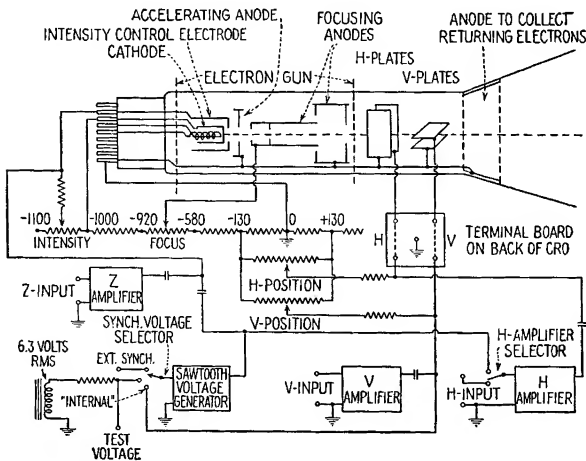 ACCELERATING ANODE
INTENSITY CONTROL ELECTRODE
CATHODE
FOCUSING
ANODES
ANODE TO COLLECT
RETURNING ELECTRONS
H-PLATES
V-PLATES
ELECTRON GUN
-1100
-1000
-920
-580
-130
0
+130
INTENSITY
FOCUS
H
V
TERMINAL BOARD
ON BACK OF CRO
H-POSITION
V-POSITION
Z-INPUT
Z
AMPLIFIER
SYNCH. VOLTAGE
SELECTOR
6.3 VOLTS
RMS
EXT. SYNCH.
"INTERNAL"
SAWTOOTH
VOLTAGE
GENERATOR
TEST
VOLTAGE
V-INPUT
V
AMPLIFIER
H-AMPLIFIER
SELECTOR
H-INPUT
H
AMPLIFIER